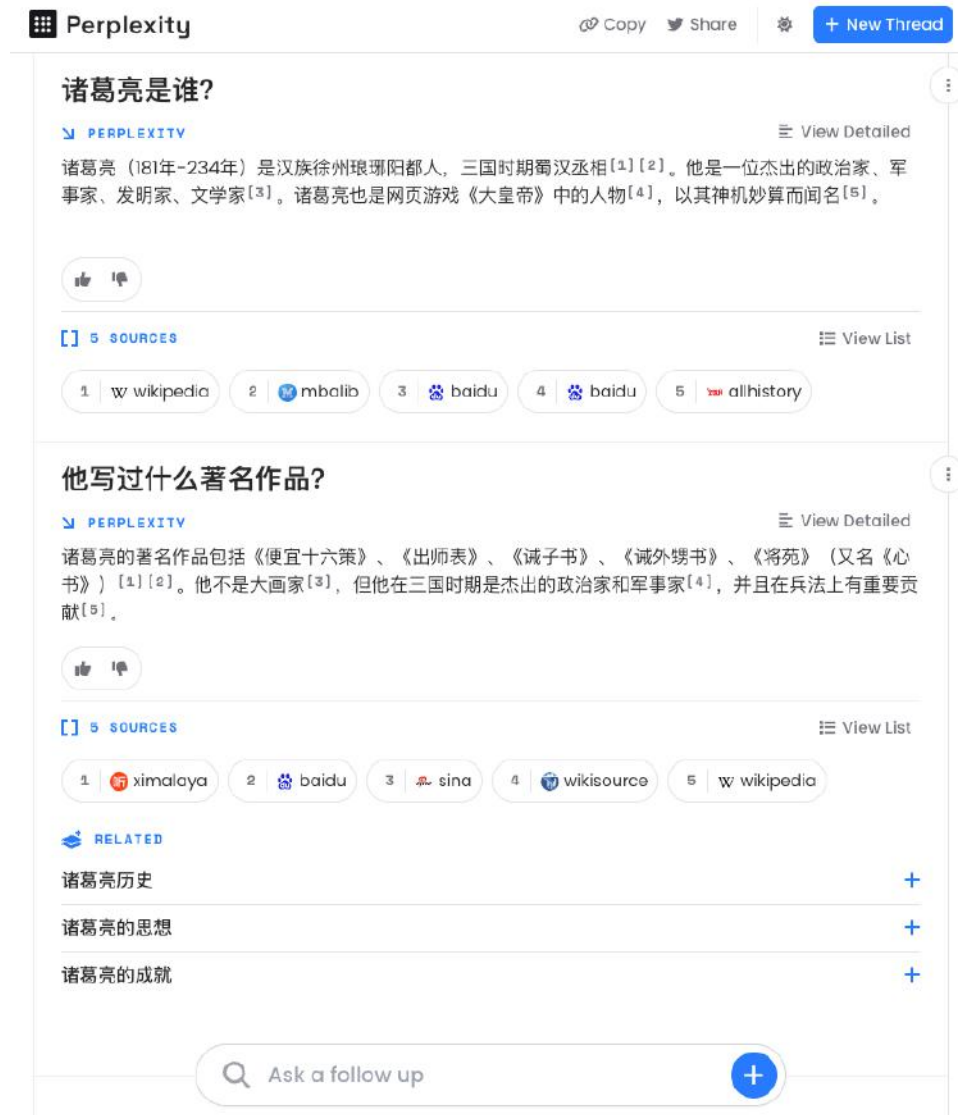 Perplexity Copy Share + New Thread
诸葛亮是谁?
PERPLEXITY View Detailed
诸葛亮（181年-234年）是汉族徐州琅琊阳都人，三国时期蜀汉丞相[1][2]。他是一位杰出的政治家、军
事家、发明家、文学家[3]。诸葛亮也是网页游戏《大皇帝》中的人物[4]，以其神机妙算而闻名[5]。
5 SOURCES View List
1 W wikipedia 2 mbalib 3 baidu 4 baidu 5 allhistory
他写过什么著名作品?
PERPLEXITY View Detailed
诸葛亮的著名作品包括《便宜十六策》、《出师表》、《诫子书》、《诫外甥书》、《将苑》（又名《心
书》）[1][2]。他不是大画家[3]，但他在三国时期是杰出的政治家和军事家[4]，并且在兵法上有重要贡
献[5]。
5 SOURCES View List
1 听 ximalaya 2 baidu 3 sina 4 wikisource 5 W wikipedia
RELATED
诸葛亮历史 +
诸葛亮的思想 +
诸葛亮的成就 +
Ask a follow up +